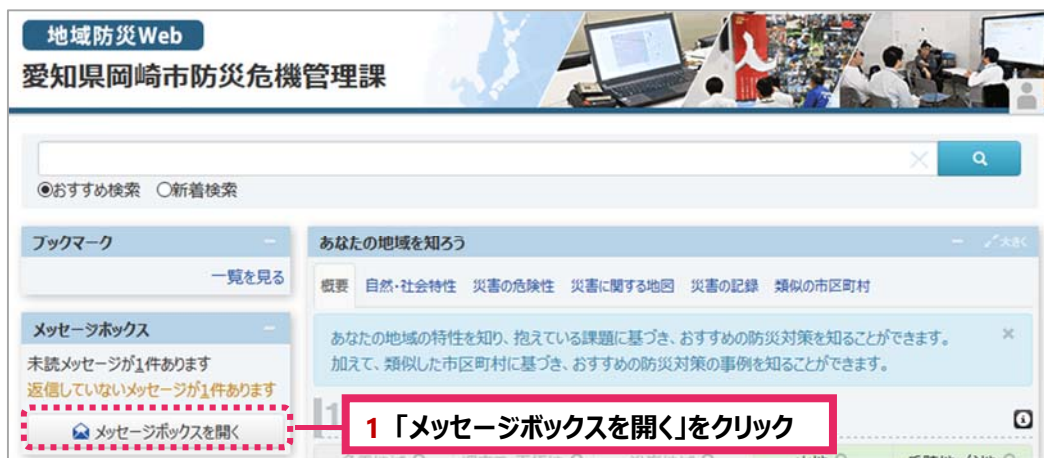 地域防災Web
愛知県岡崎市防災危機管理課
◉おすすめ検索 ○新着検索
ブックマーク
一覧を見る
メッセージボックス
未読メッセージが1件あります
返信していないメッセージが1件あります
メッセージボックスを開く
あなたの地域を知ろう
大きく
概要 自然・社会特性 災害の危険性 災害に関する地図 災害の記録 類似の市区町村
あなたの地域の特性を知り、抱えている課題に基づき、おすすめの防災対策を知ることができます。
加えて、類似した市区町村に基づき、おすすめの防災対策の事例を知ることができます。
1 「メッセージボックスを開く」をクリック